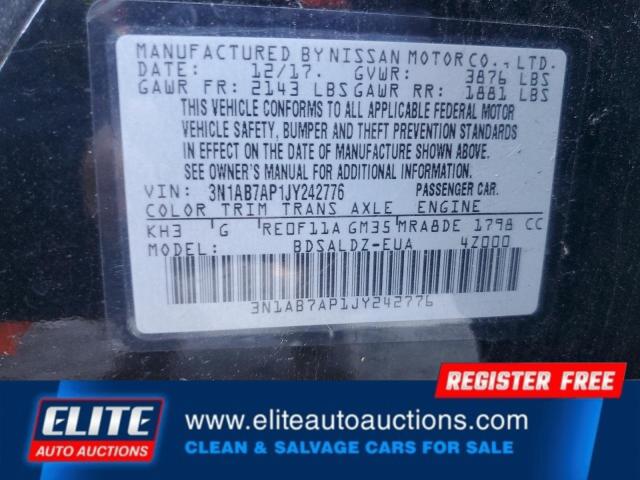 MANUFACTURED BY NISSAN MOTOR CO., LTD.
DATE: 12/17. GVWR: 3876 LBS
GAWR FR: 2143 LBS GAWR RR: 1881 LBS
THIS VEHICLE CONFORMS TO ALL APPLICABLE FEDERAL MOTOR
VEHICLE SAFETY, BUMPER AND THEFT PREVENTION STANDARDS
IN EFFECT ON THE DATE OF MANUFACTURE SHOWN ABOVE.
SEE OWNER'S MANUAL FOR ADDITIONAL INFORMATION.
VIN: 3N1AB7AP1JY242776 PASSENGER CAR.
COLOR TRIM TRANS AXLE ENGINE
KH3 G RE0F11A GM35 MRA8DE 1798 CC
MODEL: BDSALDZ-EUA 4Z000
3N1AB7AP1JY242776
REGISTER FREE
ELITE
AUTO AUCTIONS
www.eliteautoauctions.com
CLEAN & SALVAGE CARS FOR SALE